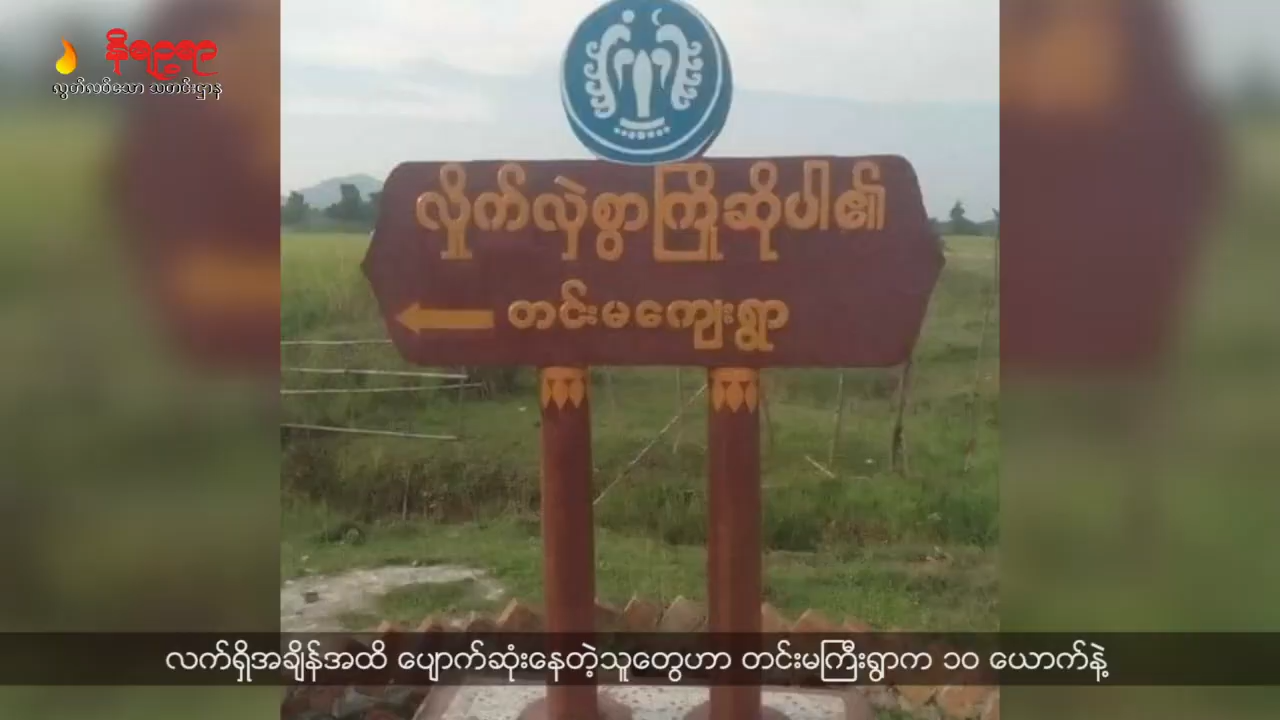 နိရဉ္စရာ
လွတ်လပ်သော သတင်းဌာန
လှိုက်လှဲစွာကြိုဆိုပါ၏
တင်းမကျေးရွာ
လက်ရှိအချိန်အထိ ပျောက်ဆုံးနေတဲ့သူတွေဟာ တင်းမကြီးရွာက ၁၀ ယောက်နဲ့